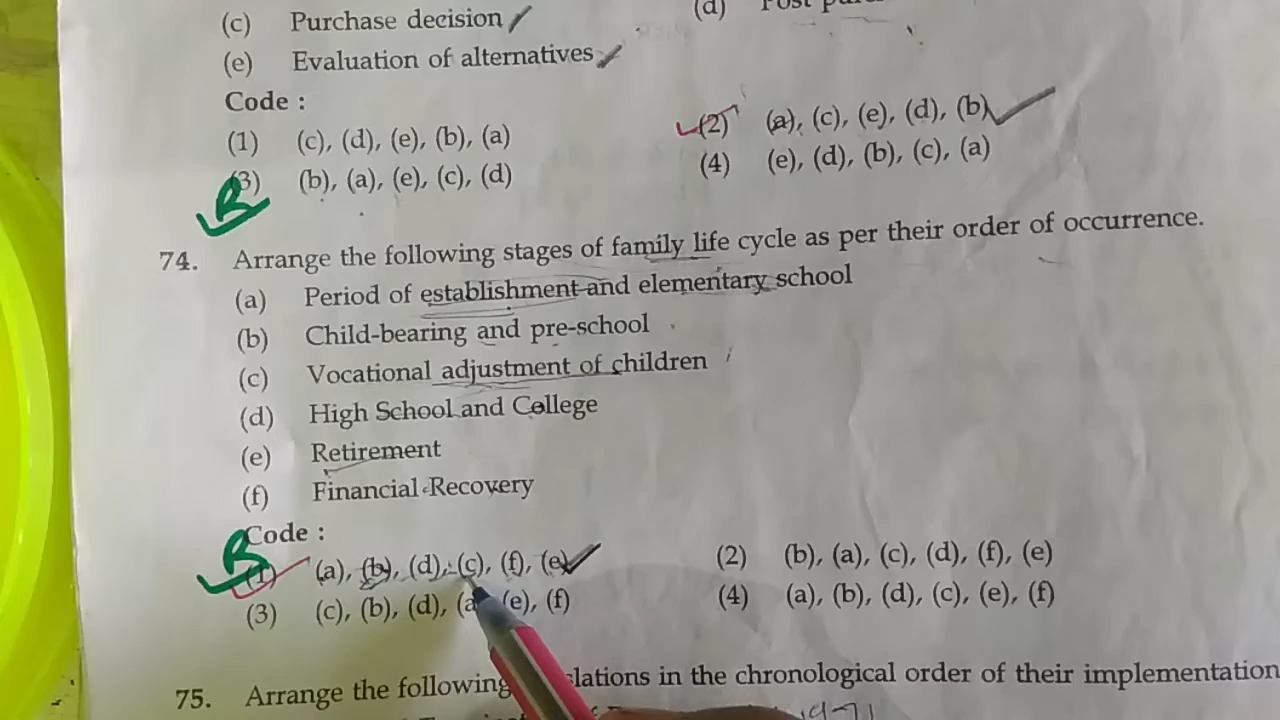 (c) Purchase decision
(d) Post
(e) Evaluation of alternatives
Code :
(1) (c), (d), (e), (b), (a)
(2) (a), (c), (e), (d), (b)
(3) (b), (a), (e), (c), (d)
(4) (e), (d), (b), (c), (a)
74. Arrange the following stages of family life cycle as per their order of occurrence.
(a) Period of establishment and elementary school
(b) Child-bearing and pre-school
(c) Vocational adjustment of children
(d) High School and College
(e) Retirement
(f) Financial Recovery
Code :
(1) (a), (b), (d), (c), (f), (e)
(2) (b), (a), (c), (d), (f), (e)
(3) (c), (b), (d), (a (e), (f)
(4) (a), (b), (d), (c), (e), (f)
75. Arrange the following in the chronological order of their implementation